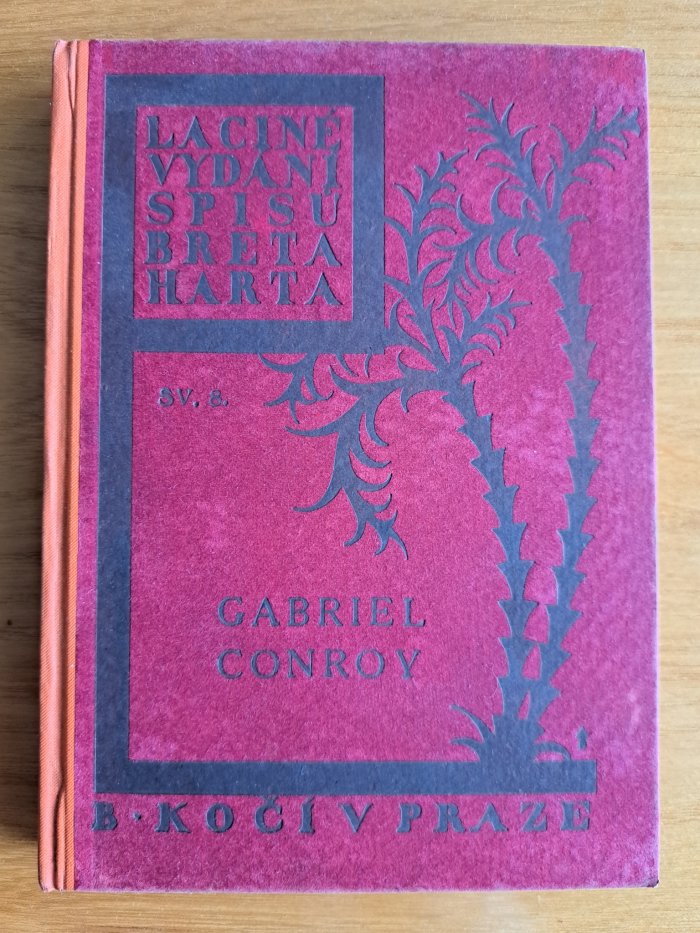 LACINÉ
VYDÁNÍ
SPISŮ
BRETA
HARTA
SV. 8.
GABRIEL
CONROY
B · KOČÍ V PRAZE